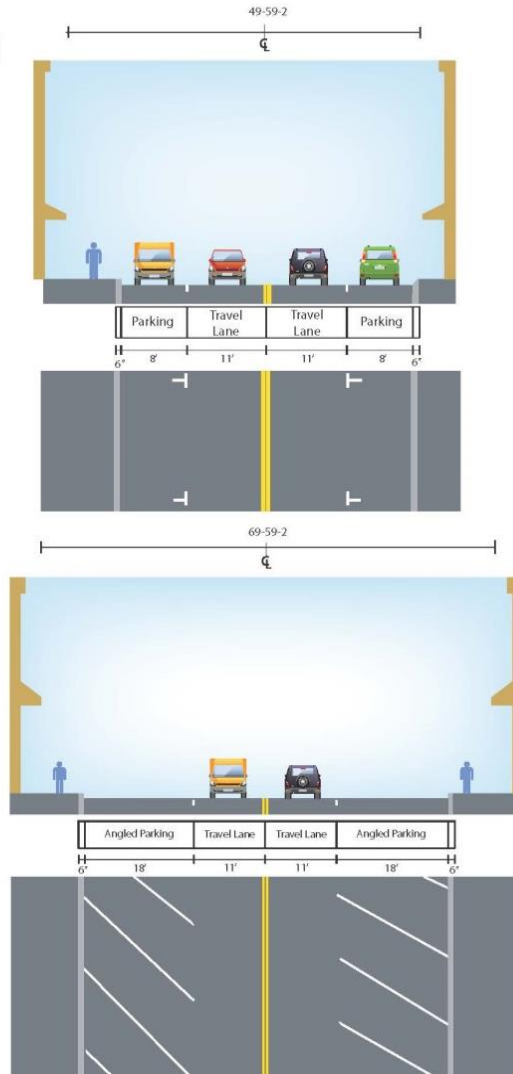 49-59-2
℄
Parking Travel Lane Travel Lane Parking
6" 8' 11' 11' 8' 6"
69-59-2
℄
Angled Parking Travel Lane Travel Lane Angled Parking
6" 18' 11' 11' 18' 6"